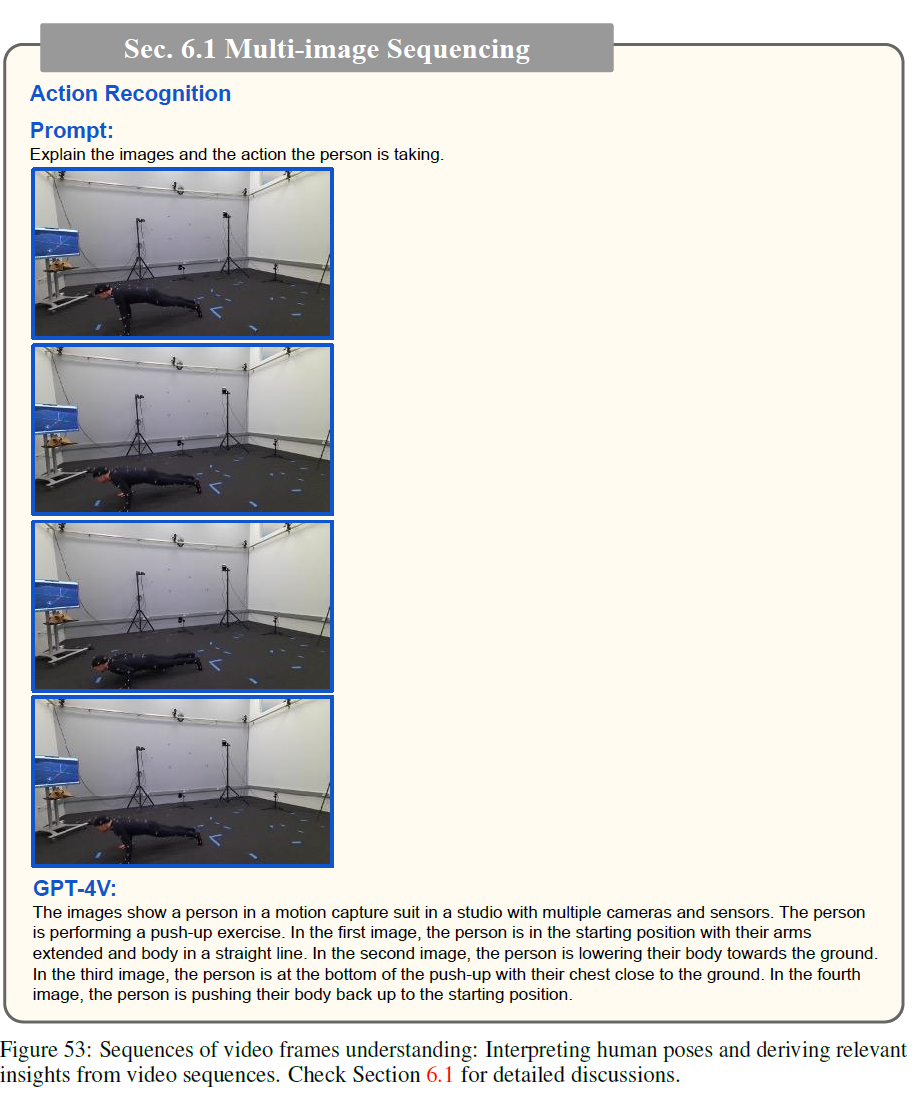 Sec. 6.1 Multi-image Sequencing
Action Recognition
Prompt:
Explain the images and the action the person is taking.
GPT-4V:
The images show a person in a motion capture suit in a studio with multiple cameras and sensors. The person
is performing a push-up exercise. In the first image, the person is in the starting position with their arms
extended and body in a straight line. In the second image, the person is lowering their body towards the ground.
In the third image, the person is at the bottom of the push-up with their chest close to the ground. In the fourth
image, the person is pushing their body back up to the starting position.
Figure 53: Sequences of video frames understanding: Interpreting human poses and deriving relevant
insights from video sequences. Check Section 6.1 for detailed discussions.